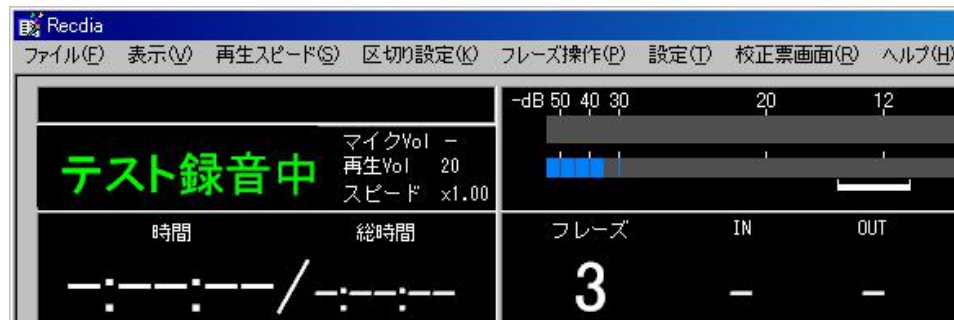 Recdia
ファイル(F) 表示(V) 再生スピード(S) 区切り設定(K) フレーズ操作(P) 設定(T) 校正票画面(R) ヘルプ(H)
-dB 50 40 30 20 12
テスト録音中
マイクVol -
再生Vol 20
スピード x1.00
時間 総時間
--:--:--/--:--:--
フレーズ IN OUT
3 - -